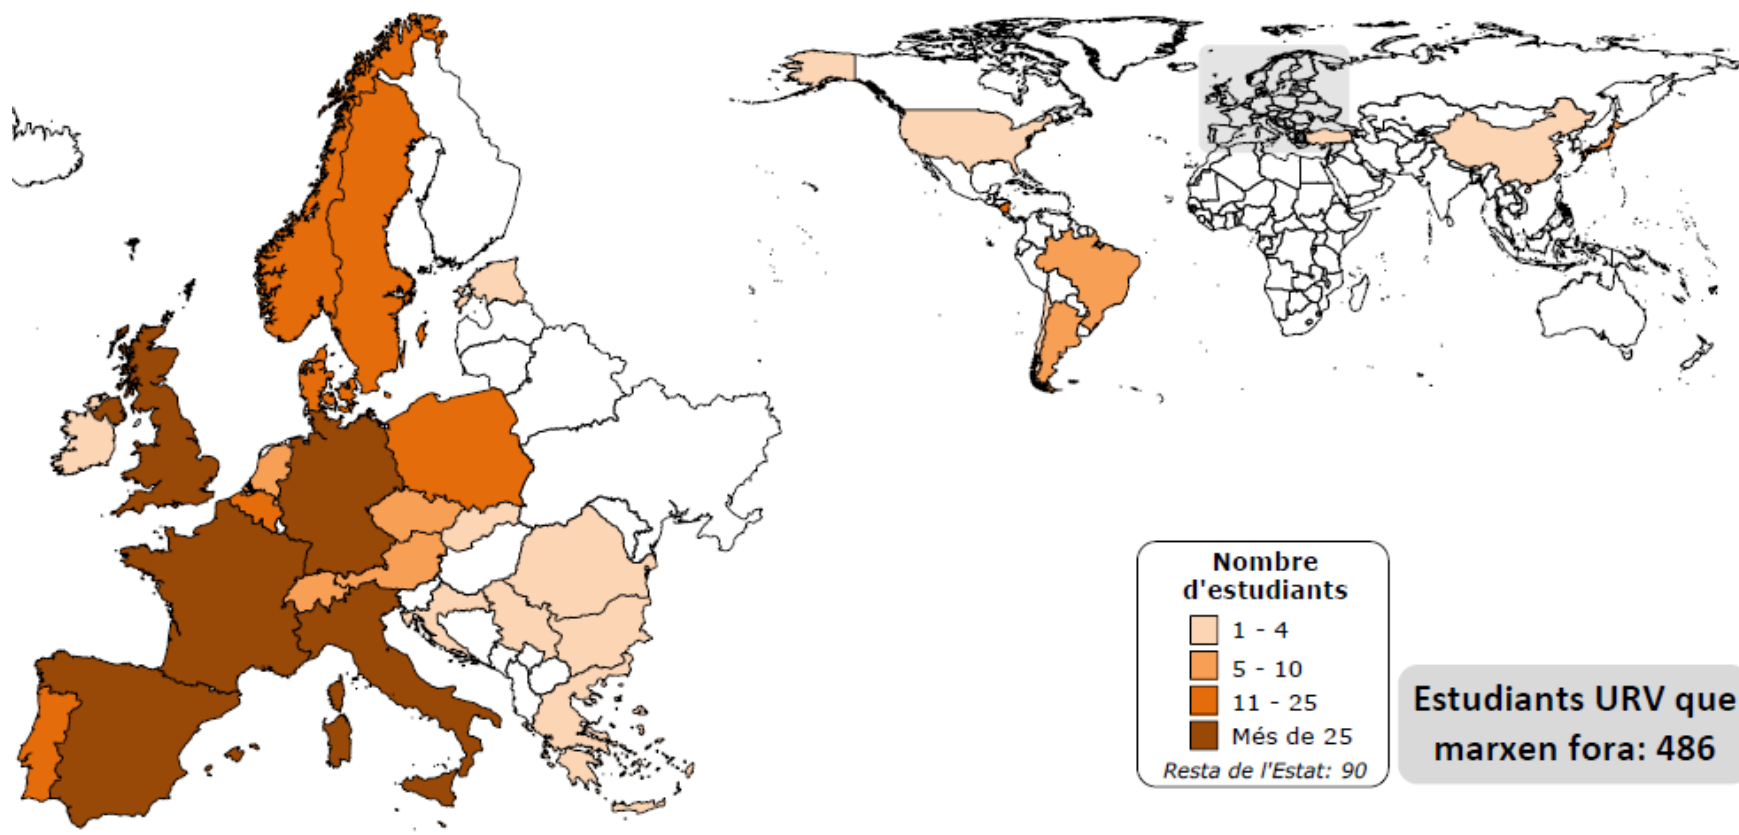 Nombre
d'estudiants
1 - 4
5 - 10
11 - 25
Més de 25
Resta de l'Estat: 90
Estudiants URV que
marxen fora: 486